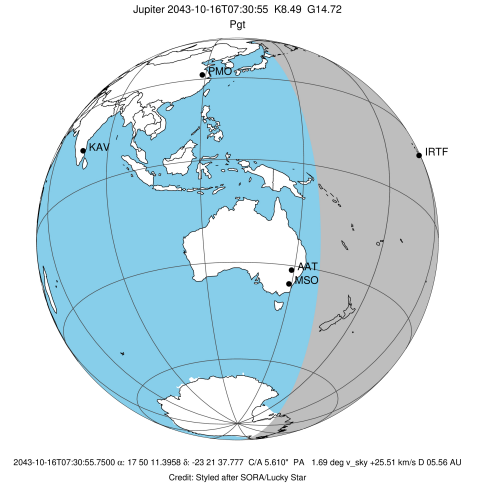 Jupiter 2043-10-16T07:30:55 K8.49 G14.72
Pgt
PMO
KAV
IRTF
AAT
MSO
2043-10-16T07:30:55.7500 α: 17 50 11.3958 δ: -23 21 37.777 C/A 5.610" PA 1.69 deg v_sky +25.51 km/s D 05.56 AU
Credit: Styled after SORA/Lucky Star